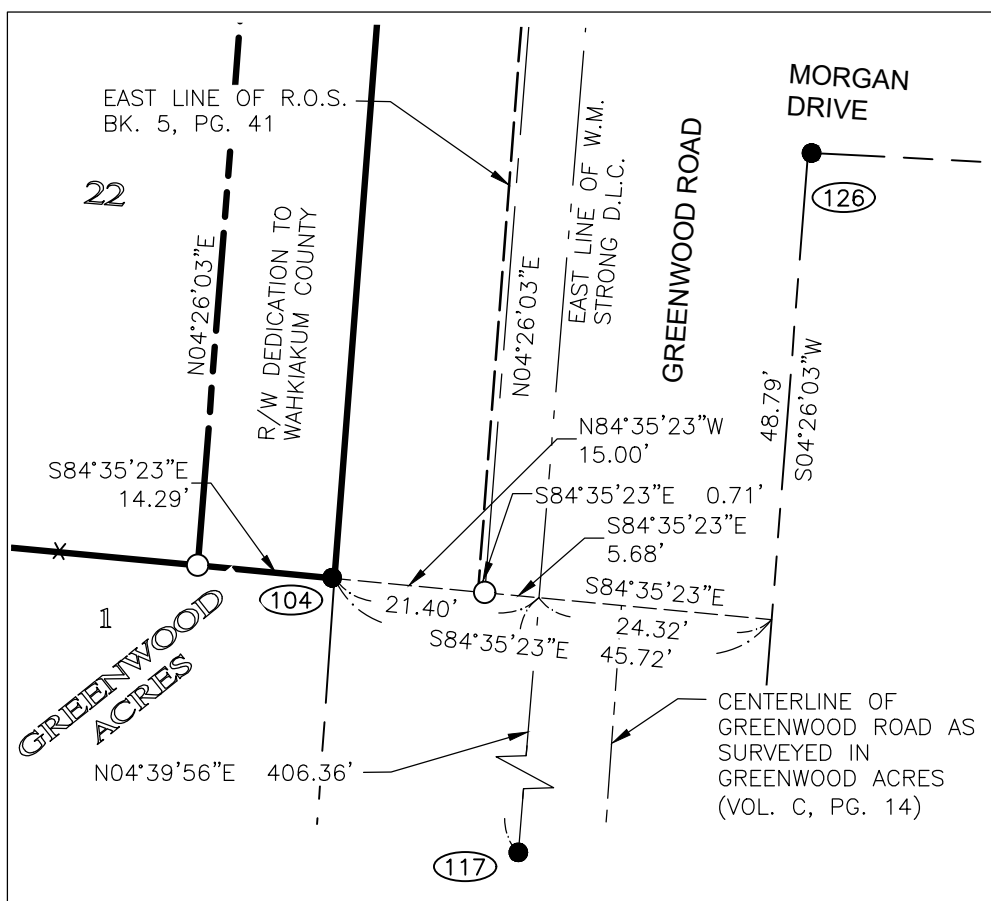 MORGAN
DRIVE
EAST LINE OF R.O.S.
BK. 5, PG. 41
126
22
N04°26'03"E
R/W DEDICATION TO
WAHKIAKUM COUNTY
N04°26'03"E
EAST LINE OF W.M.
STRONG D.L.C.
GREENWOOD ROAD
48.79'
S04°26'03"W
N84°35'23"W
15.00'
S84°35'23"E
14.29'
S84°35'23"E 0.71'
S84°35'23"E
5.68'
S84°35'23"E
104
21.40'
24.32'
S84°35'23"E 45.72'
1
GREENWOOD
ACRES
CENTERLINE OF
GREENWOOD ROAD AS
SURVEYED IN
GREENWOOD ACRES
(VOL. C, PG. 14)
N04°39'56"E 406.36'
117